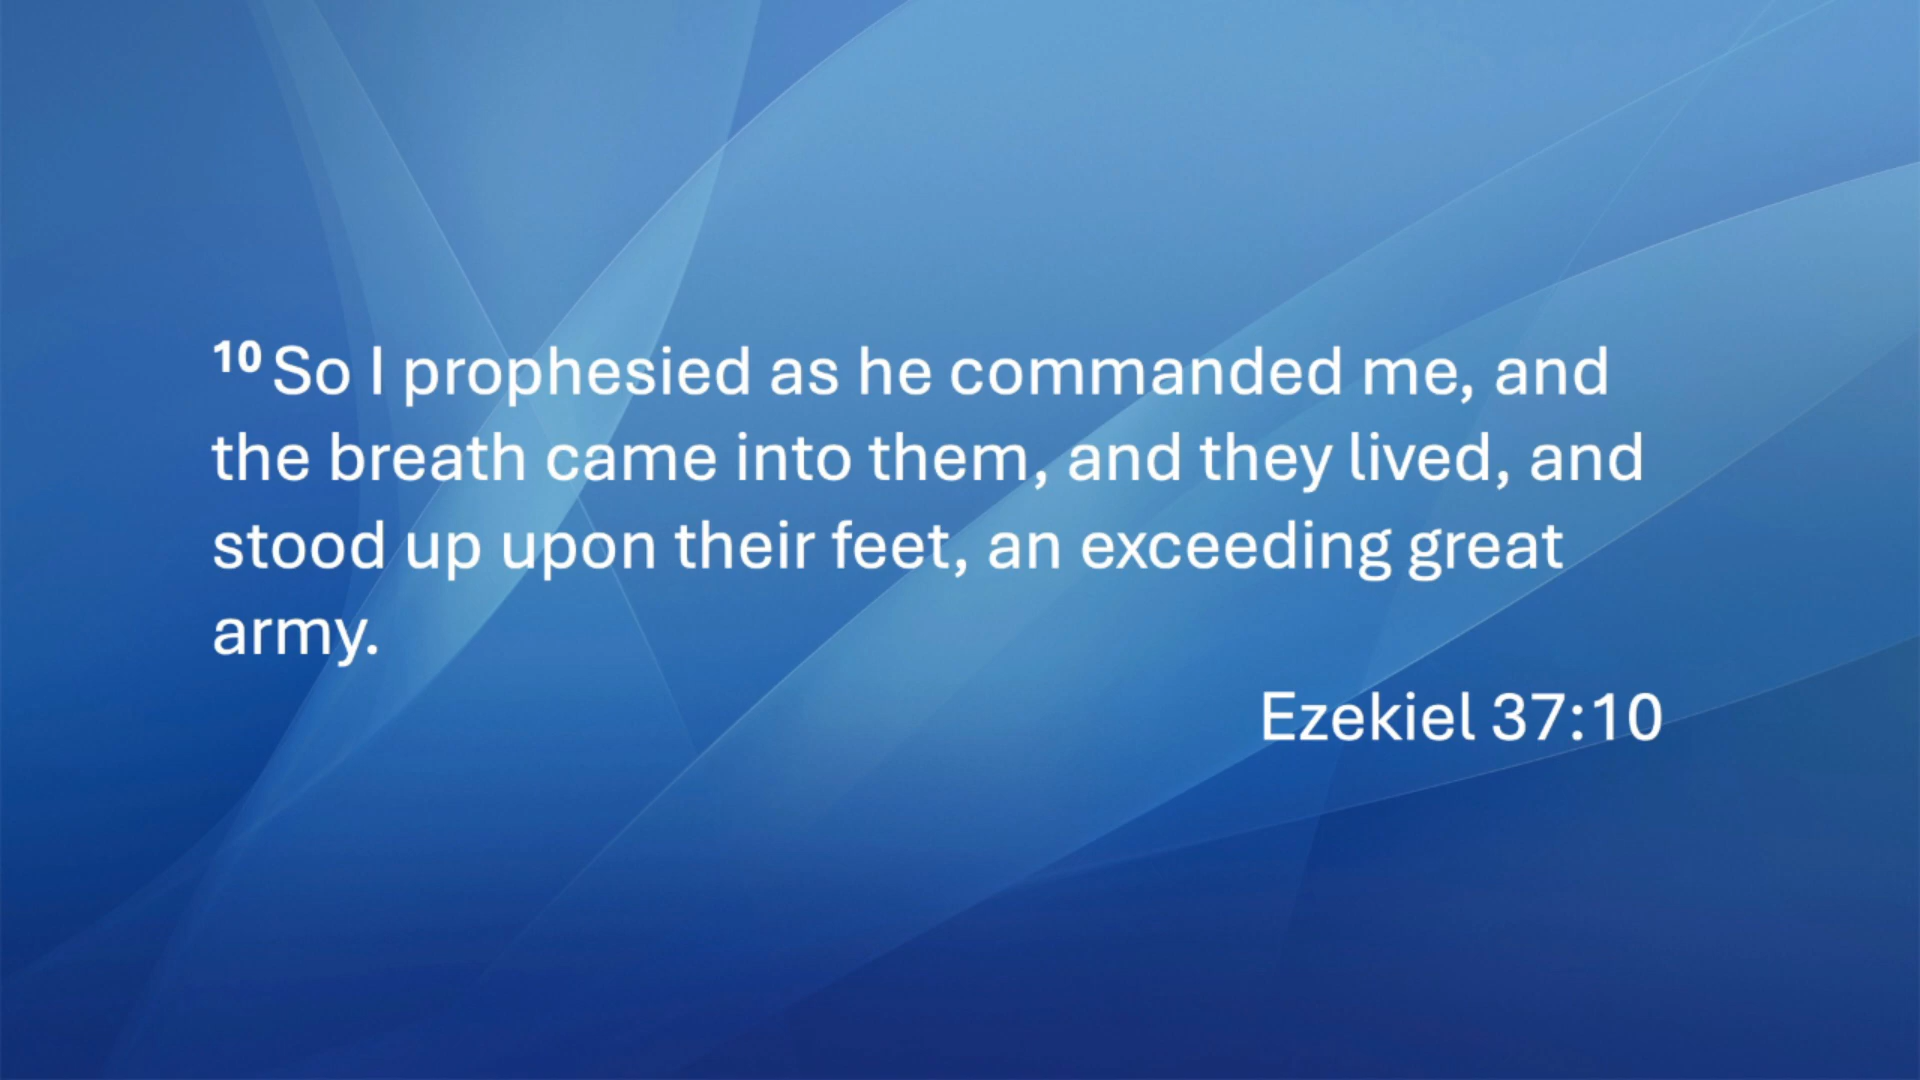 10 So I prophesied as he commanded me, and
the breath came into them, and they lived, and
stood up upon their feet, an exceeding great
army.
Ezekiel 37:10